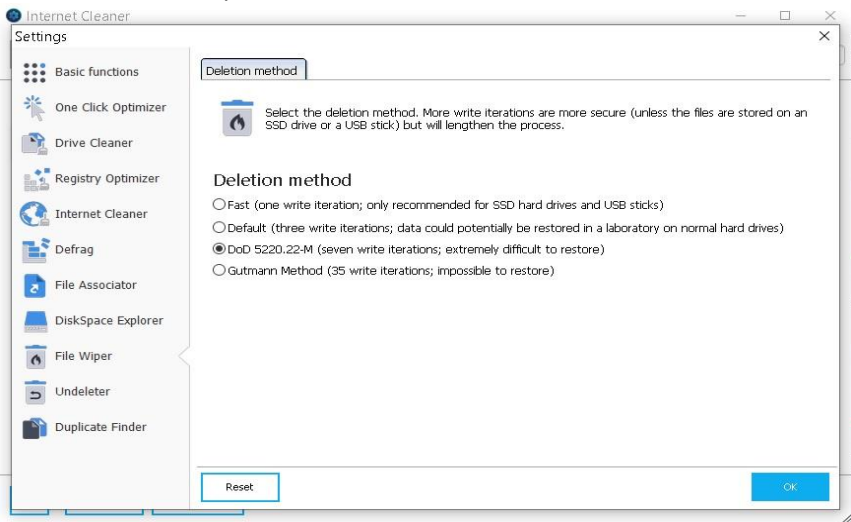 Internet Cleaner
Settings
Basic functions
One Click Optimizer
Drive Cleaner
Registry Optimizer
Internet Cleaner
Defrag
File Associator
DiskSpace Explorer
File Wiper
Undeleter
Duplicate Finder
Deletion method
Select the deletion method. More write iterations are more secure (unless the files are stored on an
SSD drive or a USB stick) but will lengthen the process.
Deletion method
Fast (one write iteration; only recommended for SSD hard drives and USB sticks)
Default (three write iterations; data could potentially be restored in a laboratory on normal hard drives)
DoD 5220.22-M (seven write iterations; extremely difficult to restore)
Gutmann Method (35 write iterations; impossible to restore)
Reset
OK